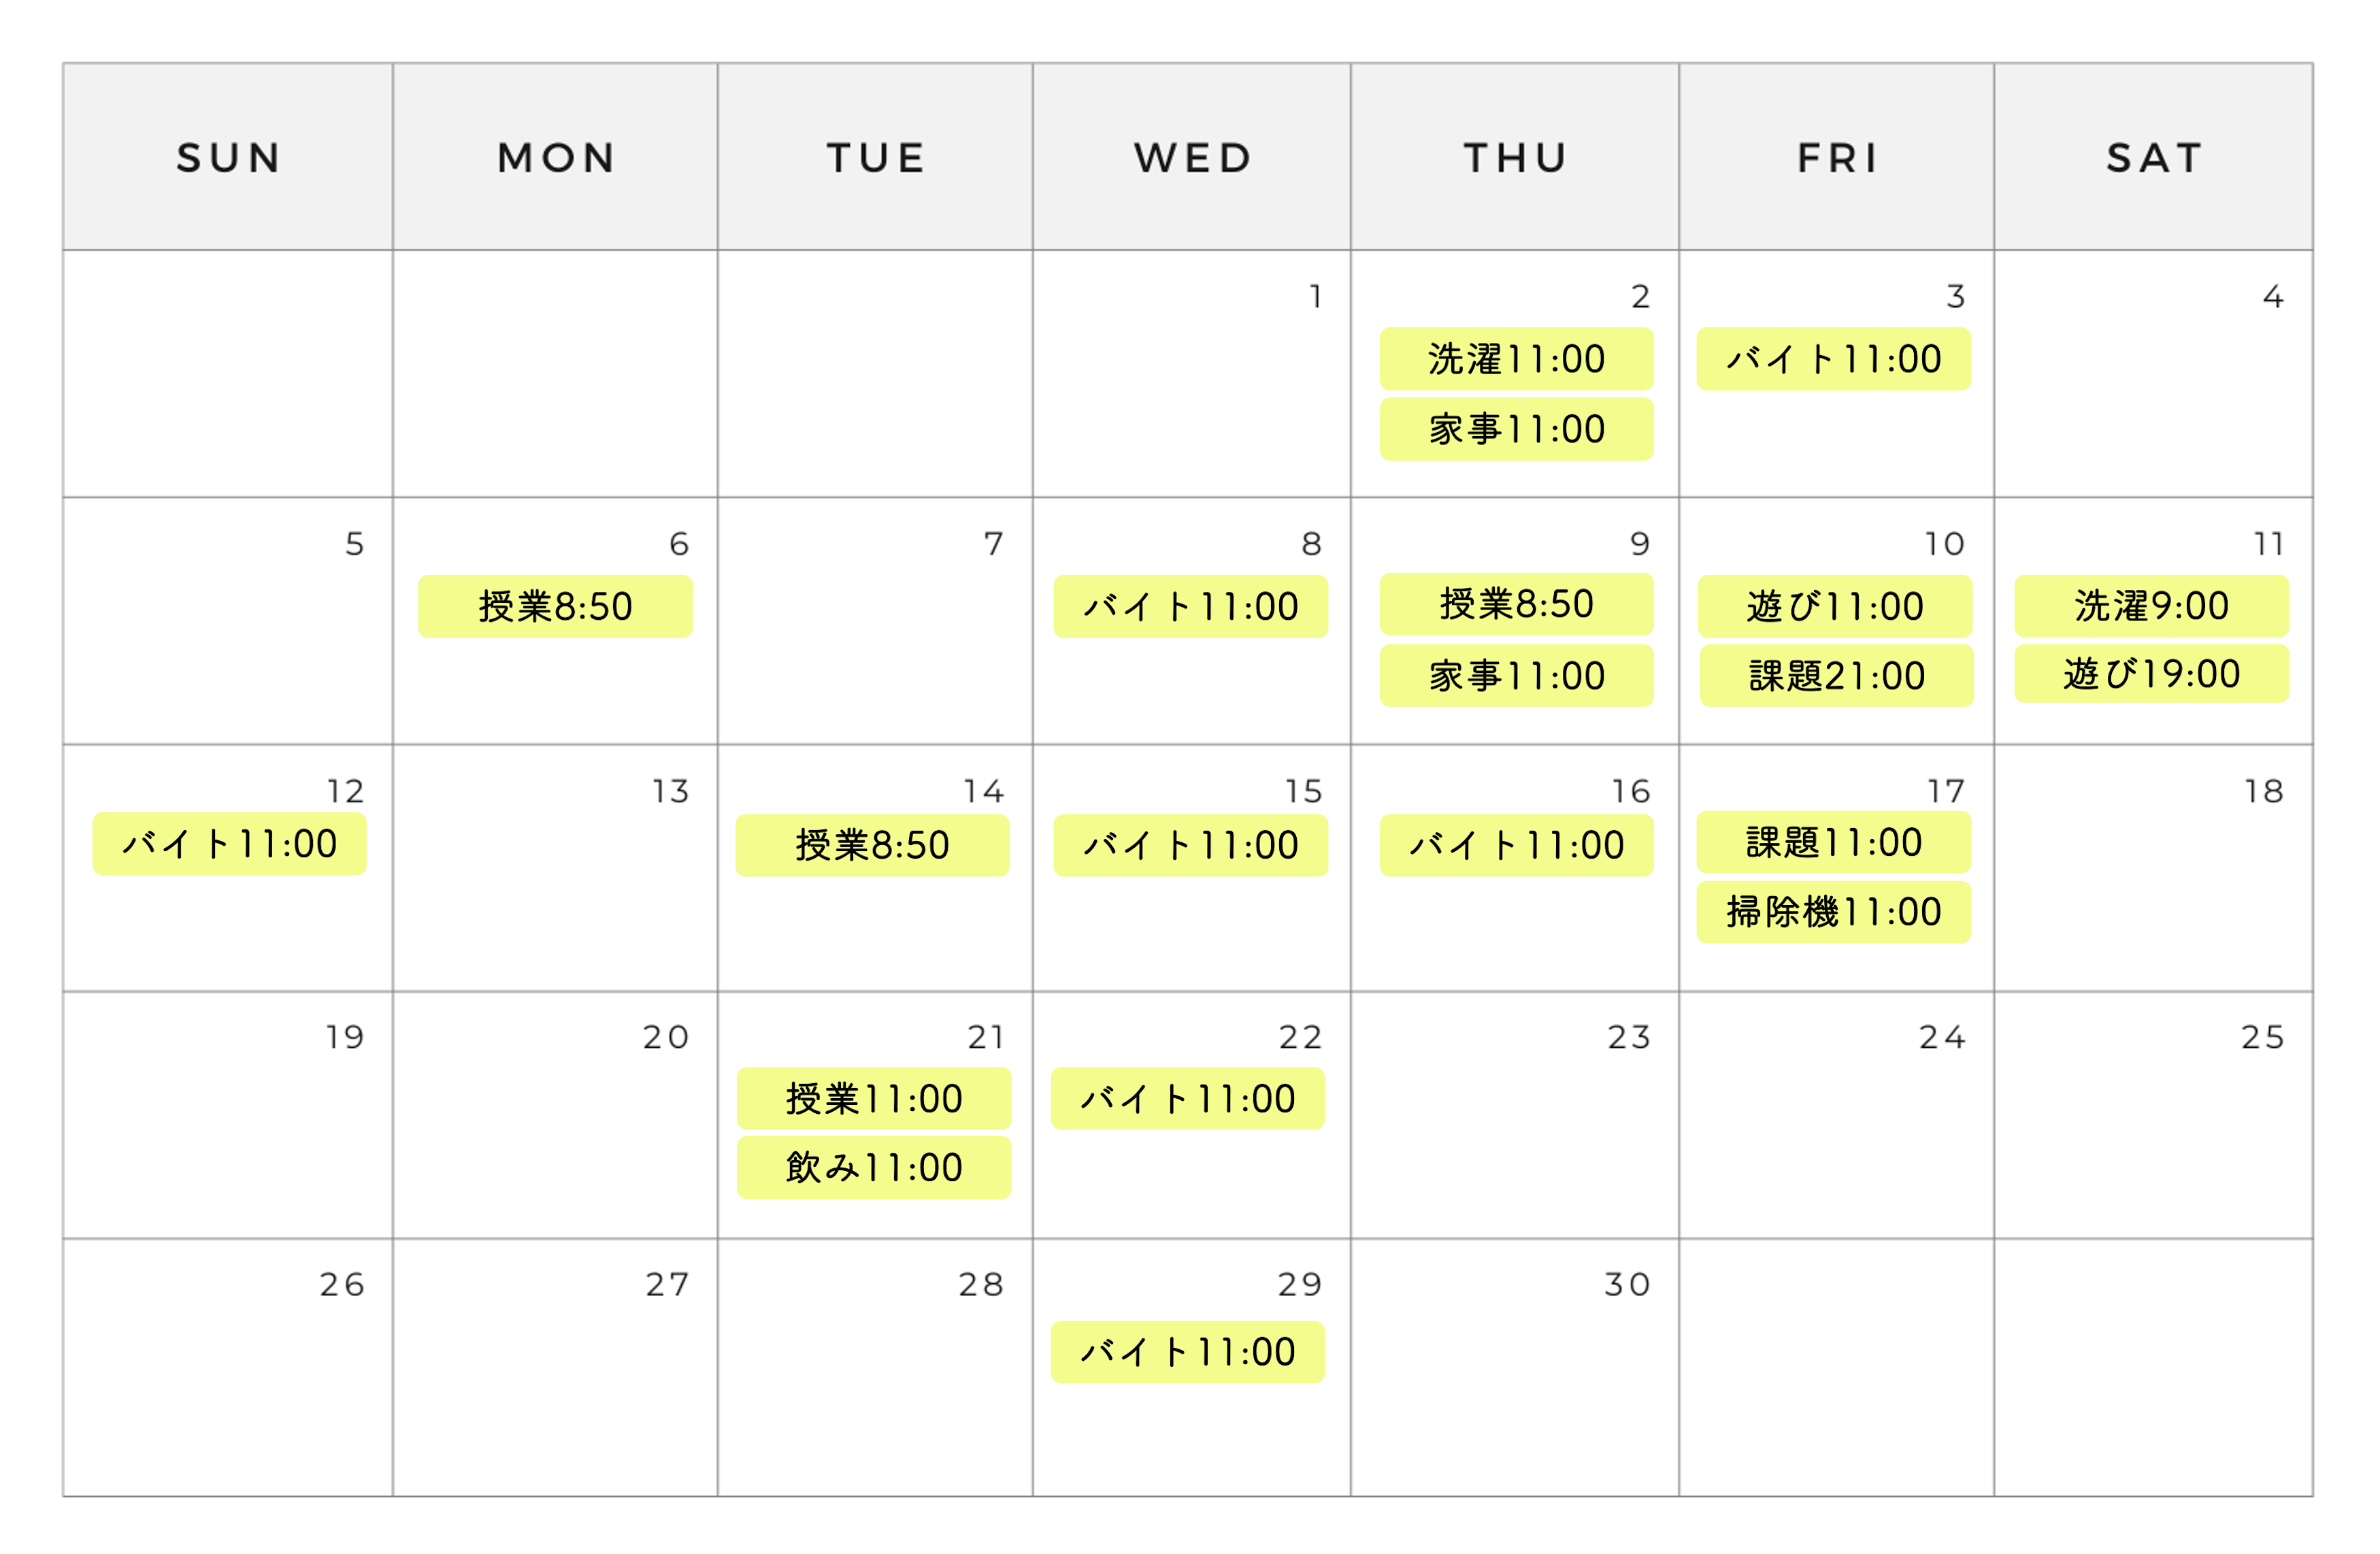 SUN MON TUE WED THU FRI SAT
1 2 3 4
洗濯11:00 バイト11:00
家事11:00
5 6 7 8 9 10 11
授業8:50 バイト11:00 授業8:50 遊び11:00 洗濯9:00
家事11:00 課題21:00 遊び19:00
12 13 14 15 16 17 18
バイト11:00 授業8:50 バイト11:00 バイト11:00 課題11:00
掃除機11:00
19 20 21 22 23 24 25
授業11:00 バイト11:00
飲み11:00
26 27 28 29 30
バイト11:00